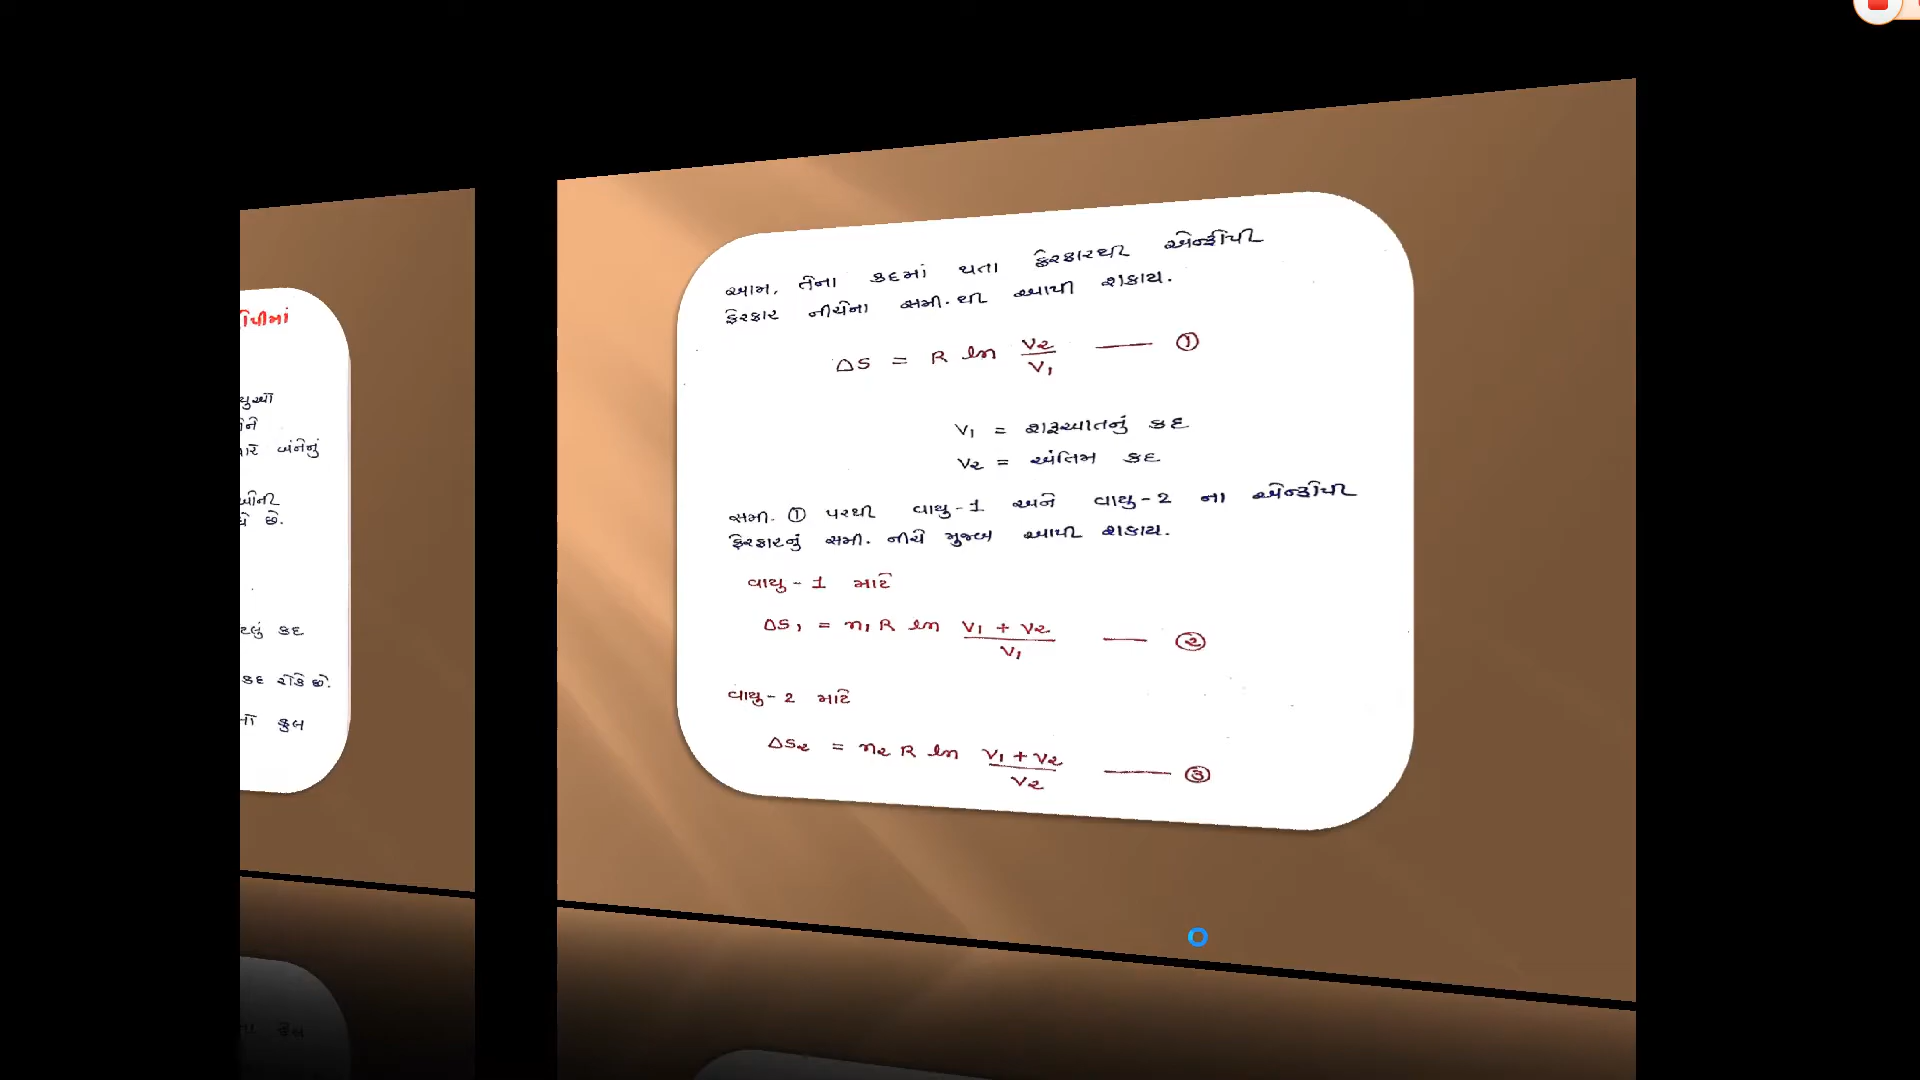 યુઓ
બંનેનું
છે.
કદ
કદ રોકે છે.
કુલ
આમ, તેના કદમાં થતા ફેરફારથી એન્ટ્રોપી
ફેરફાર નીચેના સમી. થી આપી શકાય.
ΔS = R ln V₂/V₁ —— ①
V₁ = શરૂઆતનું કદ
V₂ = અંતિમ કદ
સમી. ① પરથી વાયુ-1 અને વાયુ-2 ના એન્ટ્રોપી
ફેરફારનું સમી. નીચે મુજબ આપી શકાય.
વાયુ-1 માટે
ΔS₁ = n₁ R ln (V₁ + V₂)/V₁ —— ②
વાયુ-2 માટે
ΔS₂ = n₂ R ln (V₁ + V₂)/V₂ —— ③